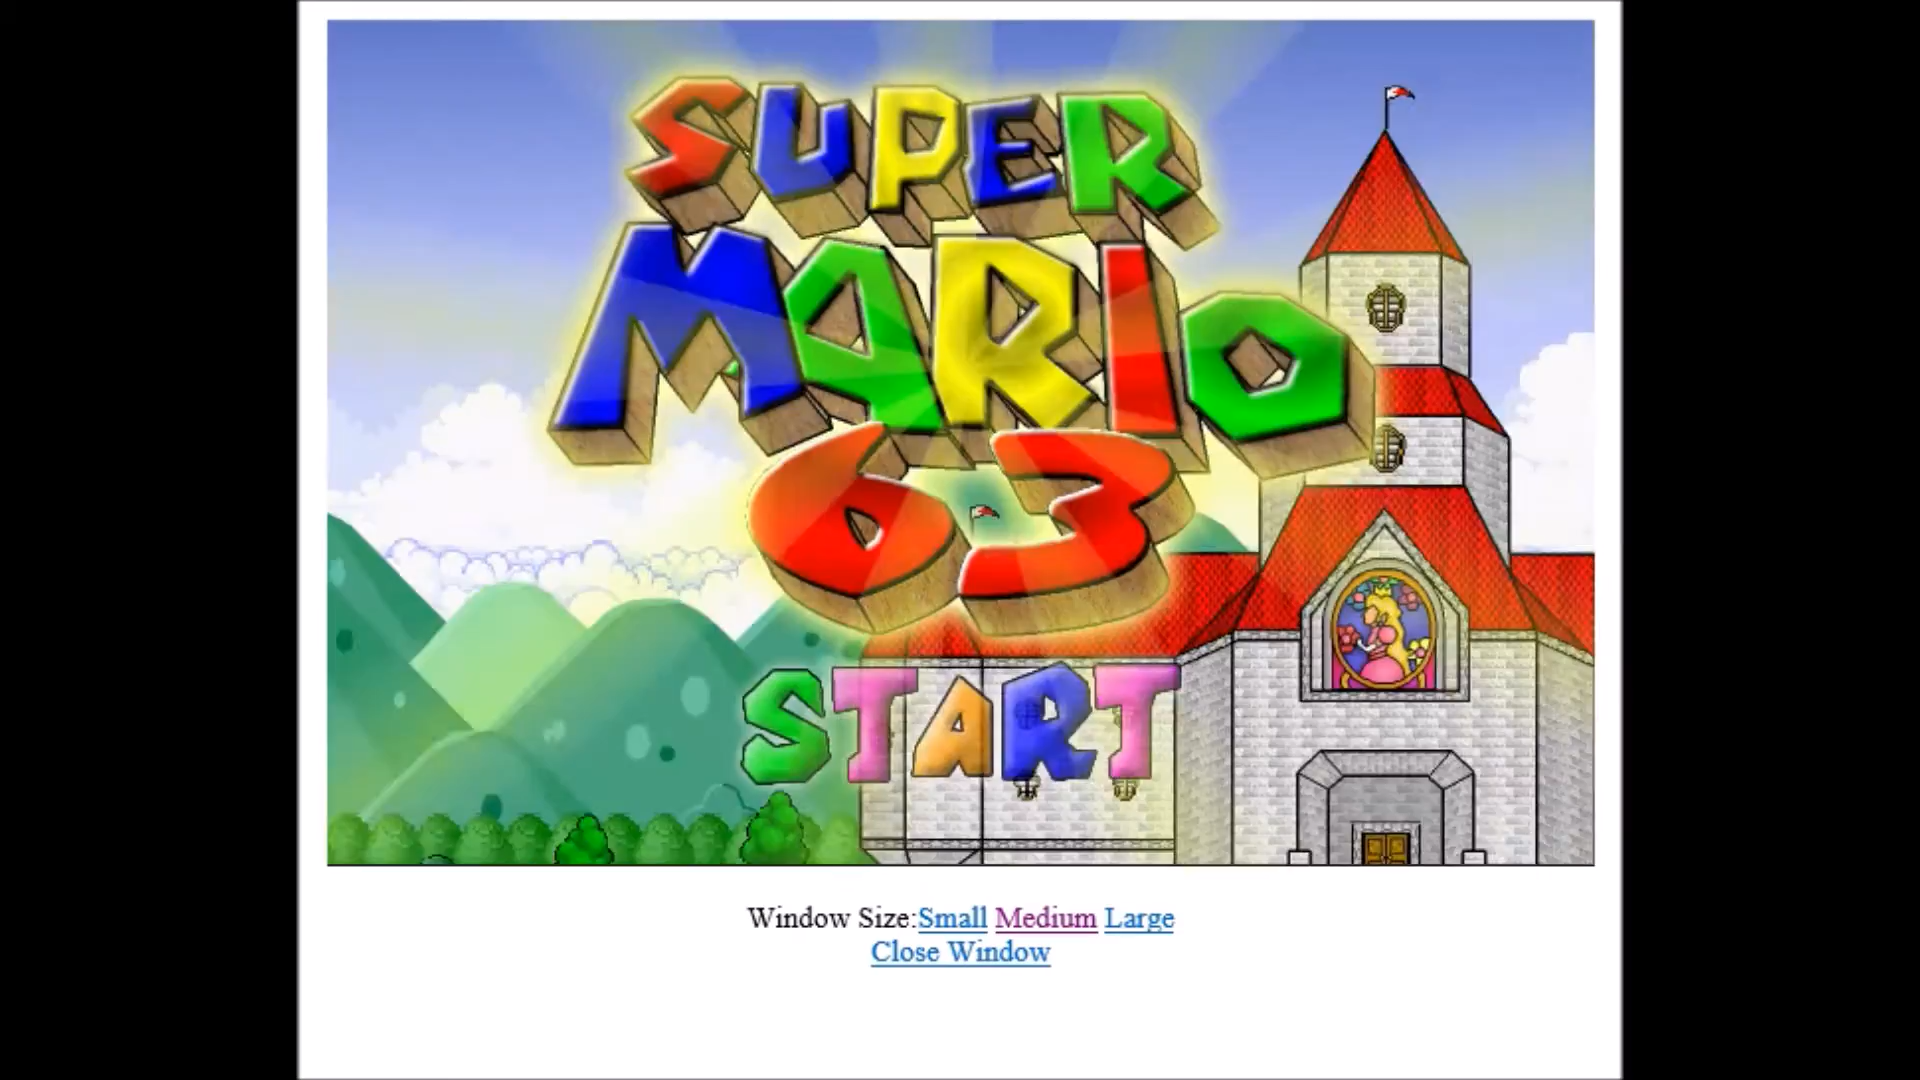 SUPER
MARIO
63
START
Window Size:Small Medium Large
Close Window